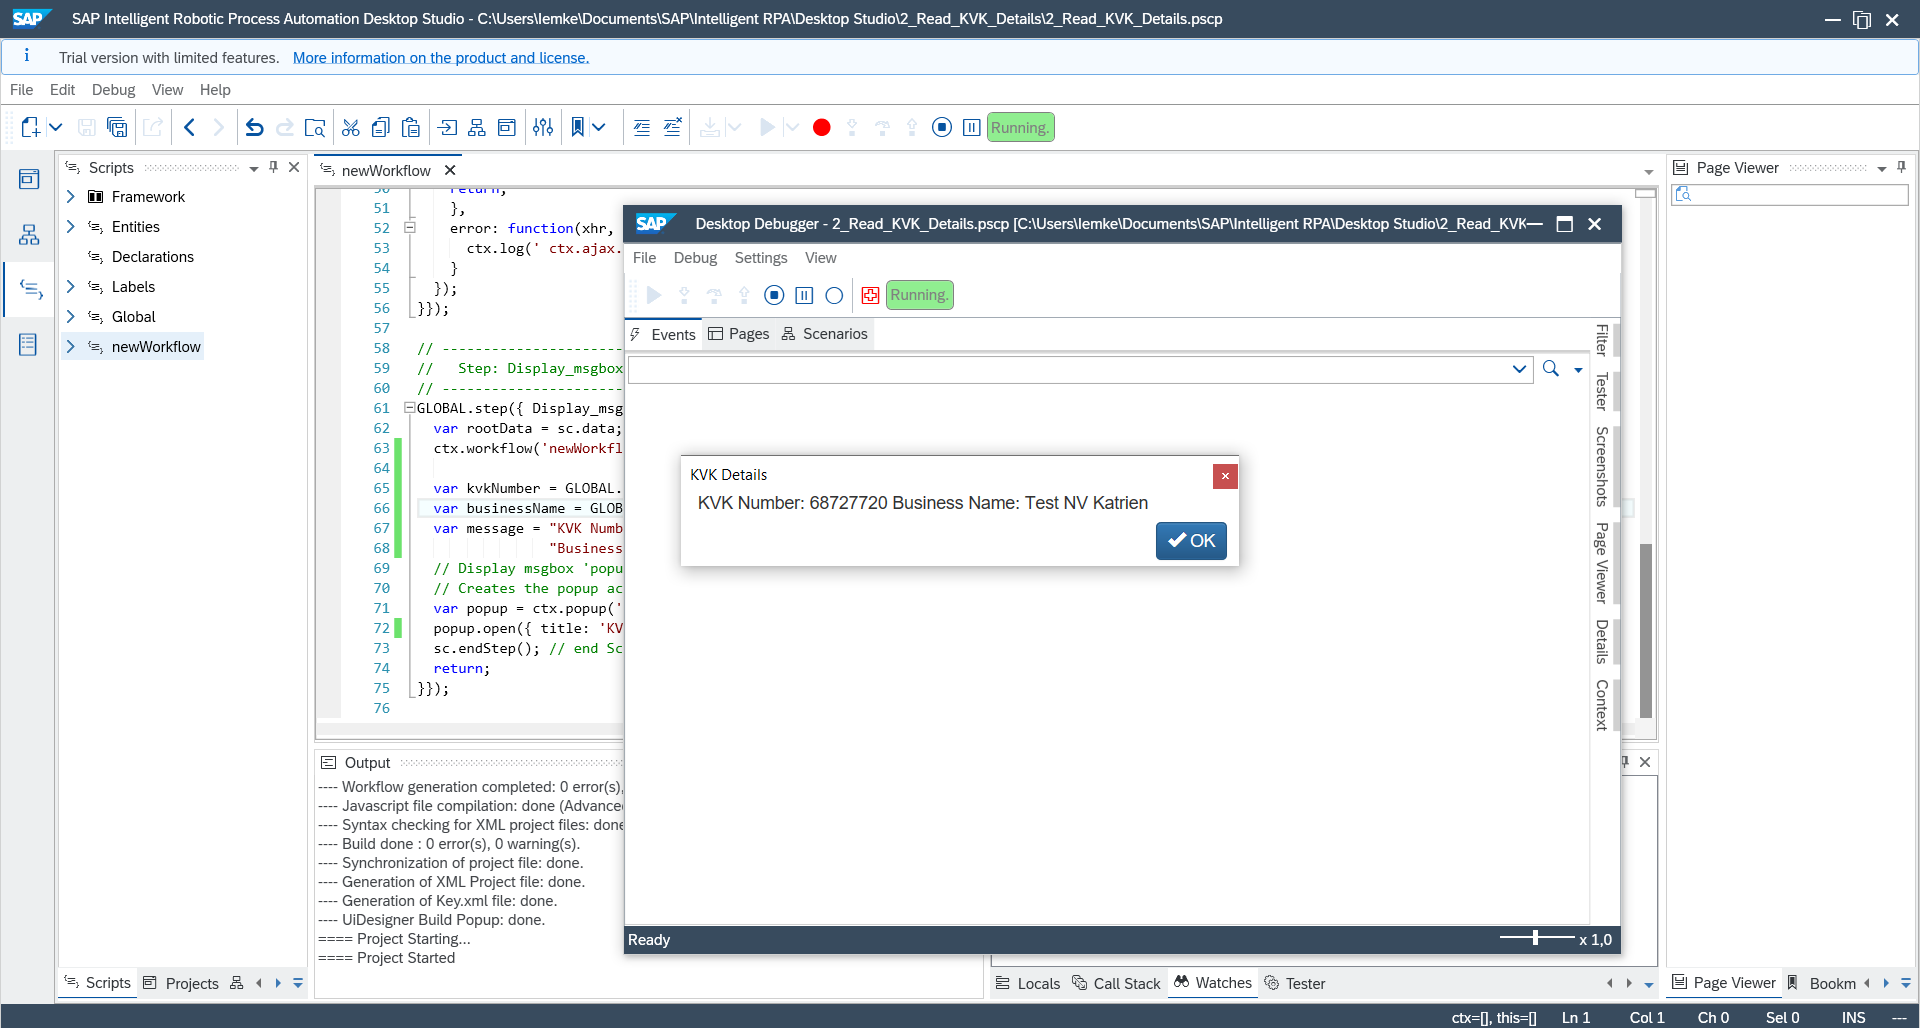 SAP SAP Intelligent Robotic Process Automation Desktop Studio - C:\Users\lemke\Documents\SAP\Intelligent RPA\Desktop Studio\2_Read_KVK_Details\2_Read_KVK_Details.pscp
i Trial version with limited features. More information on the product and license.
File Edit Debug View Help
Running.
Scripts
Framework
Entities
Declarations
Labels
Global
newWorkflow
newWorkflow
50 return;
51 },
52 error: function(xhr,
53 ctx.log(' ctx.ajax.
54 }
55 });
56 }});
57
58 // ----------------------
59 // Step: Display_msgbox
60 // ----------------------
61 GLOBAL.step({ Display_msg
62 var rootData = sc.data;
63 ctx.workflow('newWorkfl
64
65 var kvkNumber = GLOBAL.
66 var businessName = GLOB
67 var message = "KVK Numb
68 "Business
69 // Display msgbox 'popu
70 // Creates the popup ac
71 var popup = ctx.popup('
72 popup.open({ title: 'KV
73 sc.endStep(); // end Sc
74 return;
75 }});
76
SAP Desktop Debugger - 2_Read_KVK_Details.pscp [C:\Users\lemke\Documents\SAP\Intelligent RPA\Desktop Studio\2_Read_KVK
File Debug Settings View
Running.
Events Pages Scenarios
Filter
Tester
Screenshots
Page Viewer
Details
Context
KVK Details
KVK Number: 68727720 Business Name: Test NV Katrien
OK
Ready x 1,0
Page Viewer
Output
---- Workflow generation completed: 0 error(s),
---- Javascript file compilation: done (Advance
---- Syntax checking for XML project files: done
---- Build done : 0 error(s), 0 warning(s).
---- Synchronization of project file: done.
---- Generation of XML Project file: done.
---- Generation of Key.xml file: done.
---- UiDesigner Build Popup: done.
==== Project Starting...
==== Project Started
Scripts Projects
Locals Call Stack Watches Tester
Page Viewer Bookm
ctx=[], this=[] Ln 1 Col 1 Ch 0 Sel 0 INS ---